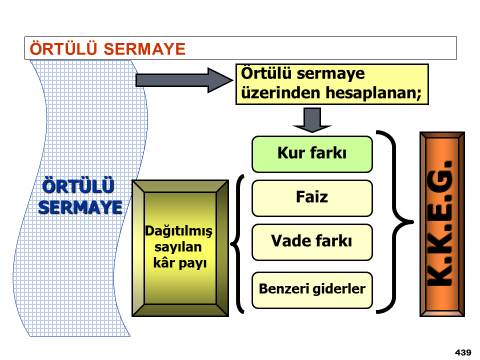 ÖRTÜLÜ SERMAYE
Örtülü sermaye
üzerinden hesaplanan;
Kur farkı
Faiz
Vade farkı
Benzeri giderler
ÖRTÜLÜ
SERMAYE
Dağıtılmış
sayılan
kâr payı
K.K.E.G.
439